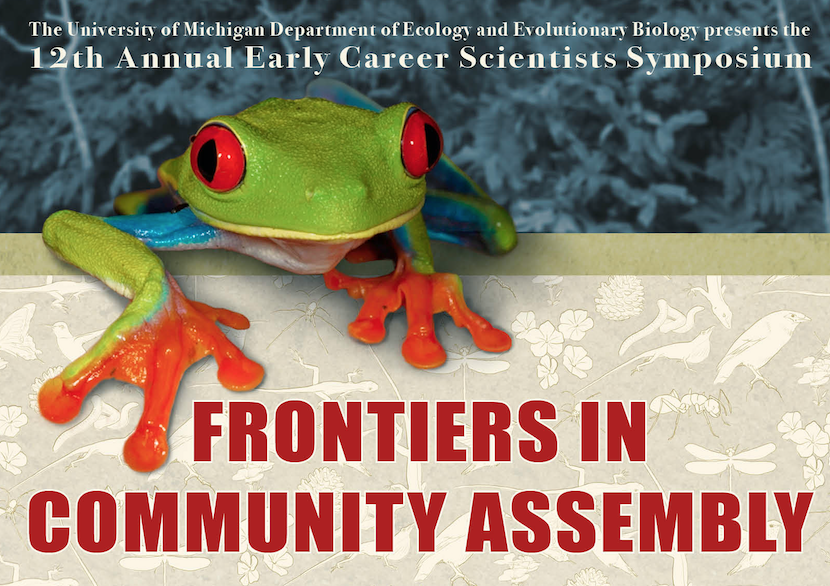 The University of Michigan Department of Ecology and Evolutionary Biology presents the
12th Annual Early Career Scientists Symposium
FRONTIERS IN
COMMUNITY ASSEMBLY